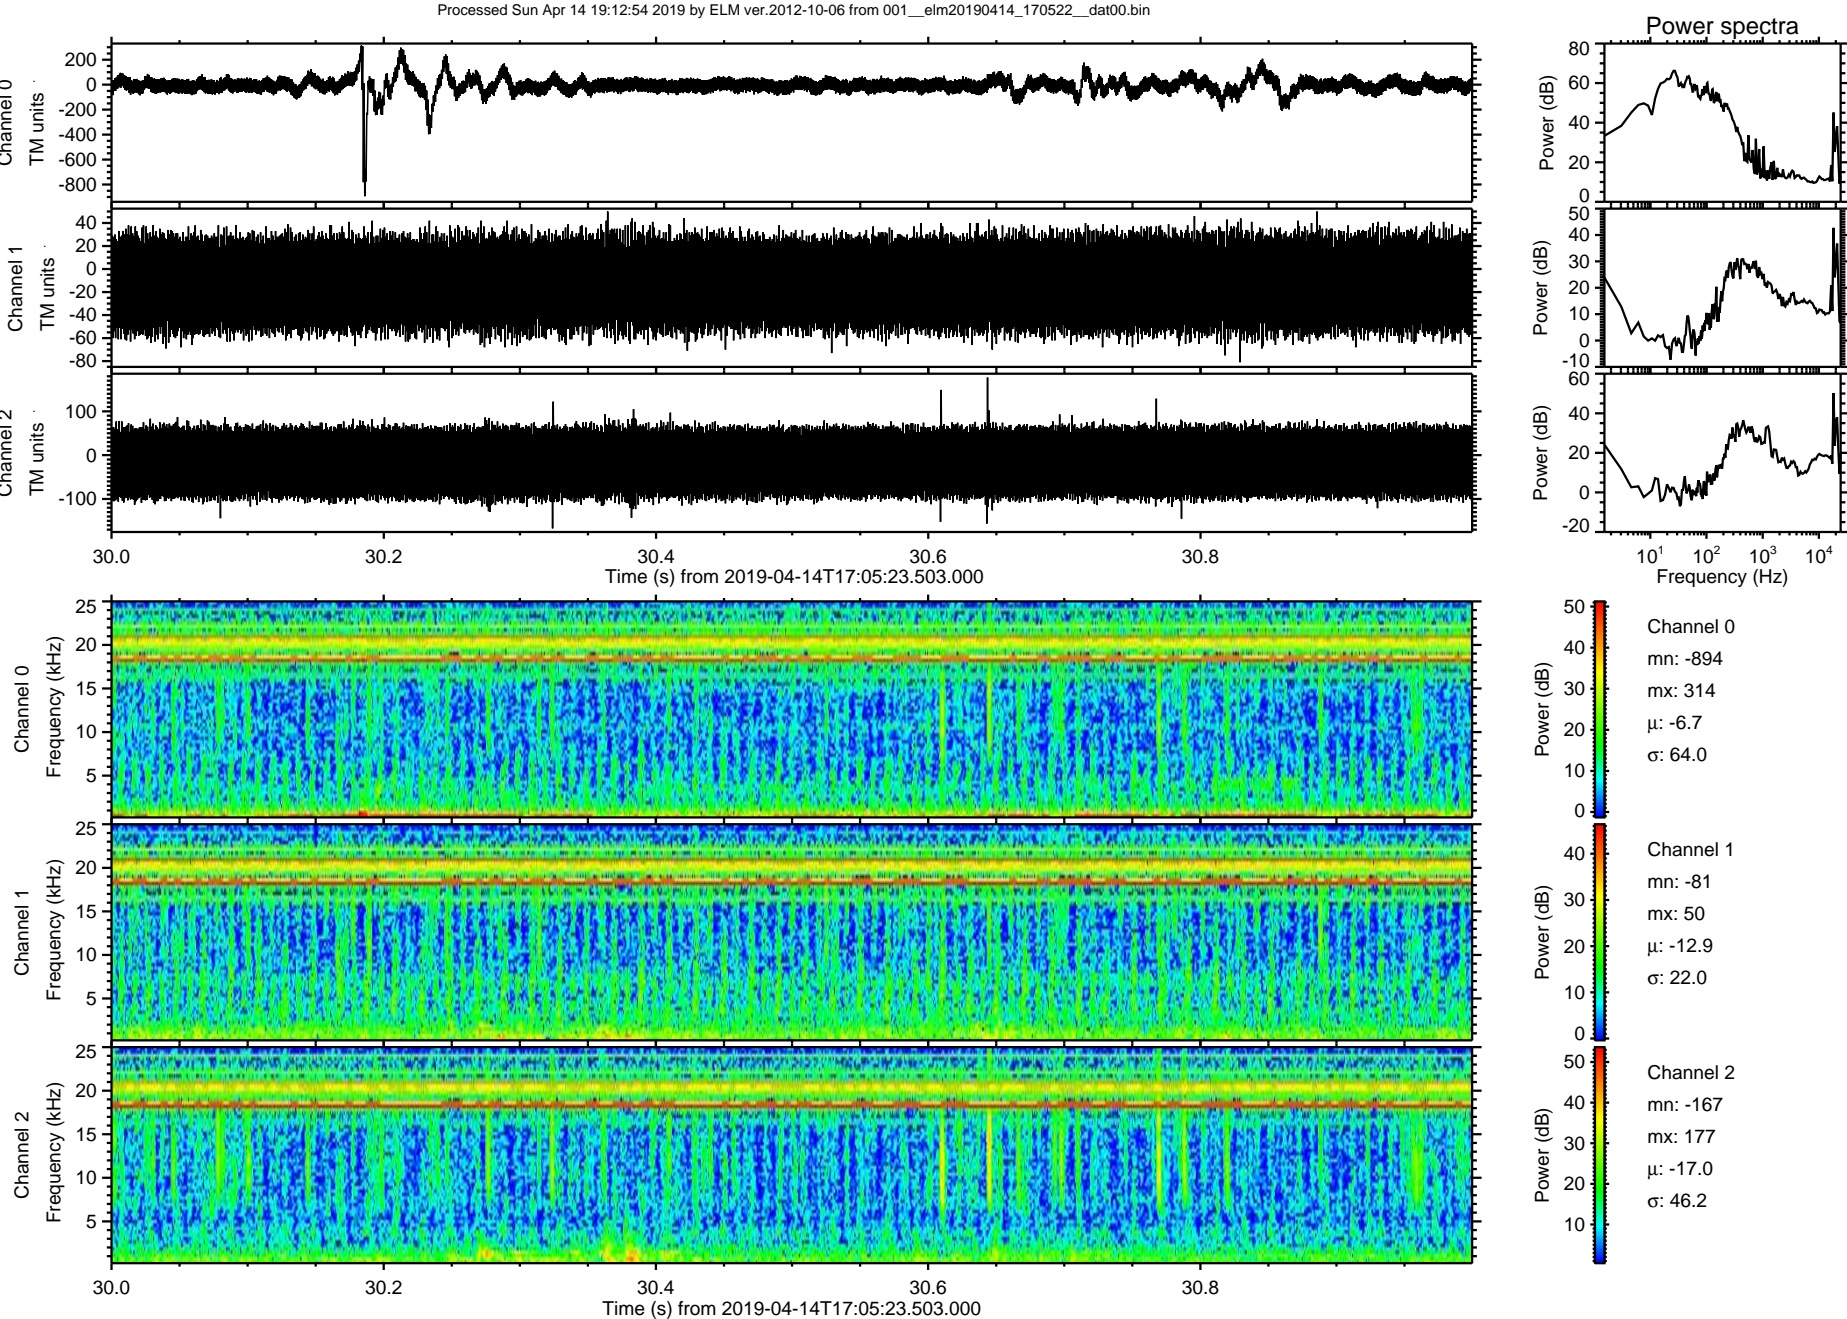 Processed Sun Apr 14 19:12:54 2019 by ELM ver.2012-10-06 from 001__elm20190414_170522__dat00.bin
Power spectra
Channel 0
TM units
200
0
-200
-400
-600
-800
Power (dB)
80
60
40
20
0
Channel 1
TM units
40
20
0
-20
-40
-60
-80
Power (dB)
50
40
30
20
10
0
-10
Channel 2
TM units
100
0
-100
Power (dB)
60
40
20
0
-20
30.0 30.2 30.4 30.6 30.8
Time (s) from 2019-04-14T17:05:23.503.000
10¹ 10² 10³ 10⁴
Frequency (Hz)
Channel 0
Frequency (kHz)
25
20
15
10
5
Power (dB)
50
40
30
20
10
0
Channel 0
mn: -894
mx: 314
μ: -6.7
σ: 64.0
Channel 1
Frequency (kHz)
25
20
15
10
5
Power (dB)
40
30
20
10
0
Channel 1
mn: -81
mx: 50
μ: -12.9
σ: 22.0
Channel 2
Frequency (kHz)
25
20
15
10
5
Power (dB)
50
40
30
20
10
Channel 2
mn: -167
mx: 177
μ: -17.0
σ: 46.2
30.0 30.2 30.4 30.6 30.8
Time (s) from 2019-04-14T17:05:23.503.000